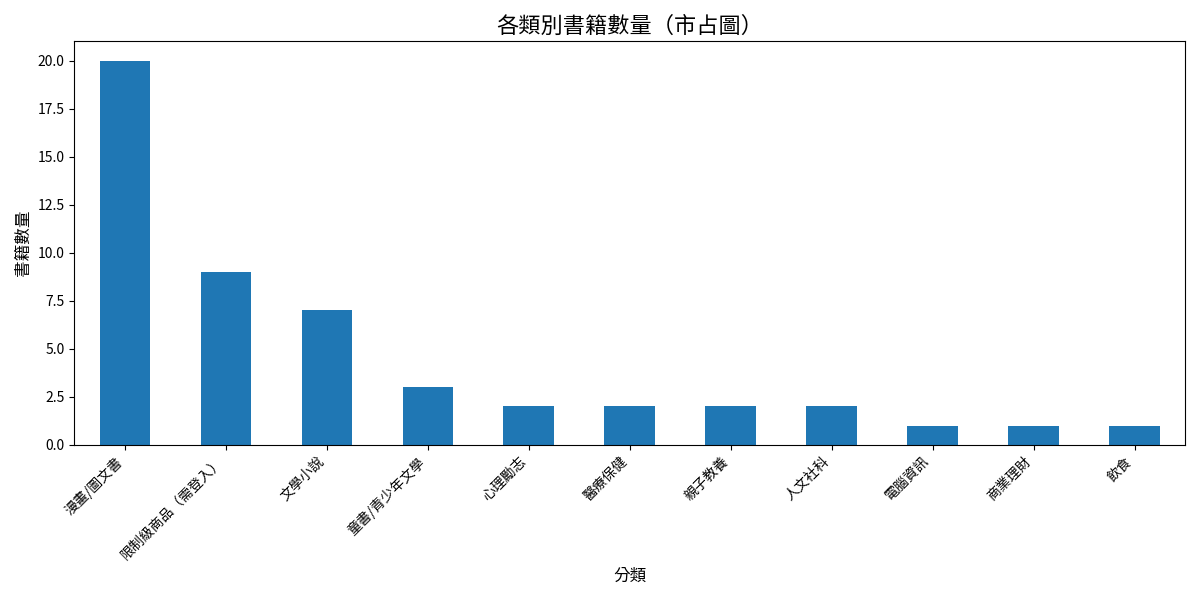 各類別書籍數量（市占圖）
書籍數量
20.0
17.5
15.0
12.5
10.0
7.5
5.0
2.5
0.0
漫畫/圖文書
限制級商品（需登入）
文學小說
童書/青少年文學
心理勵志
醫療保健
親子教養
人文社科
電腦資訊
商業理財
飲食
分類